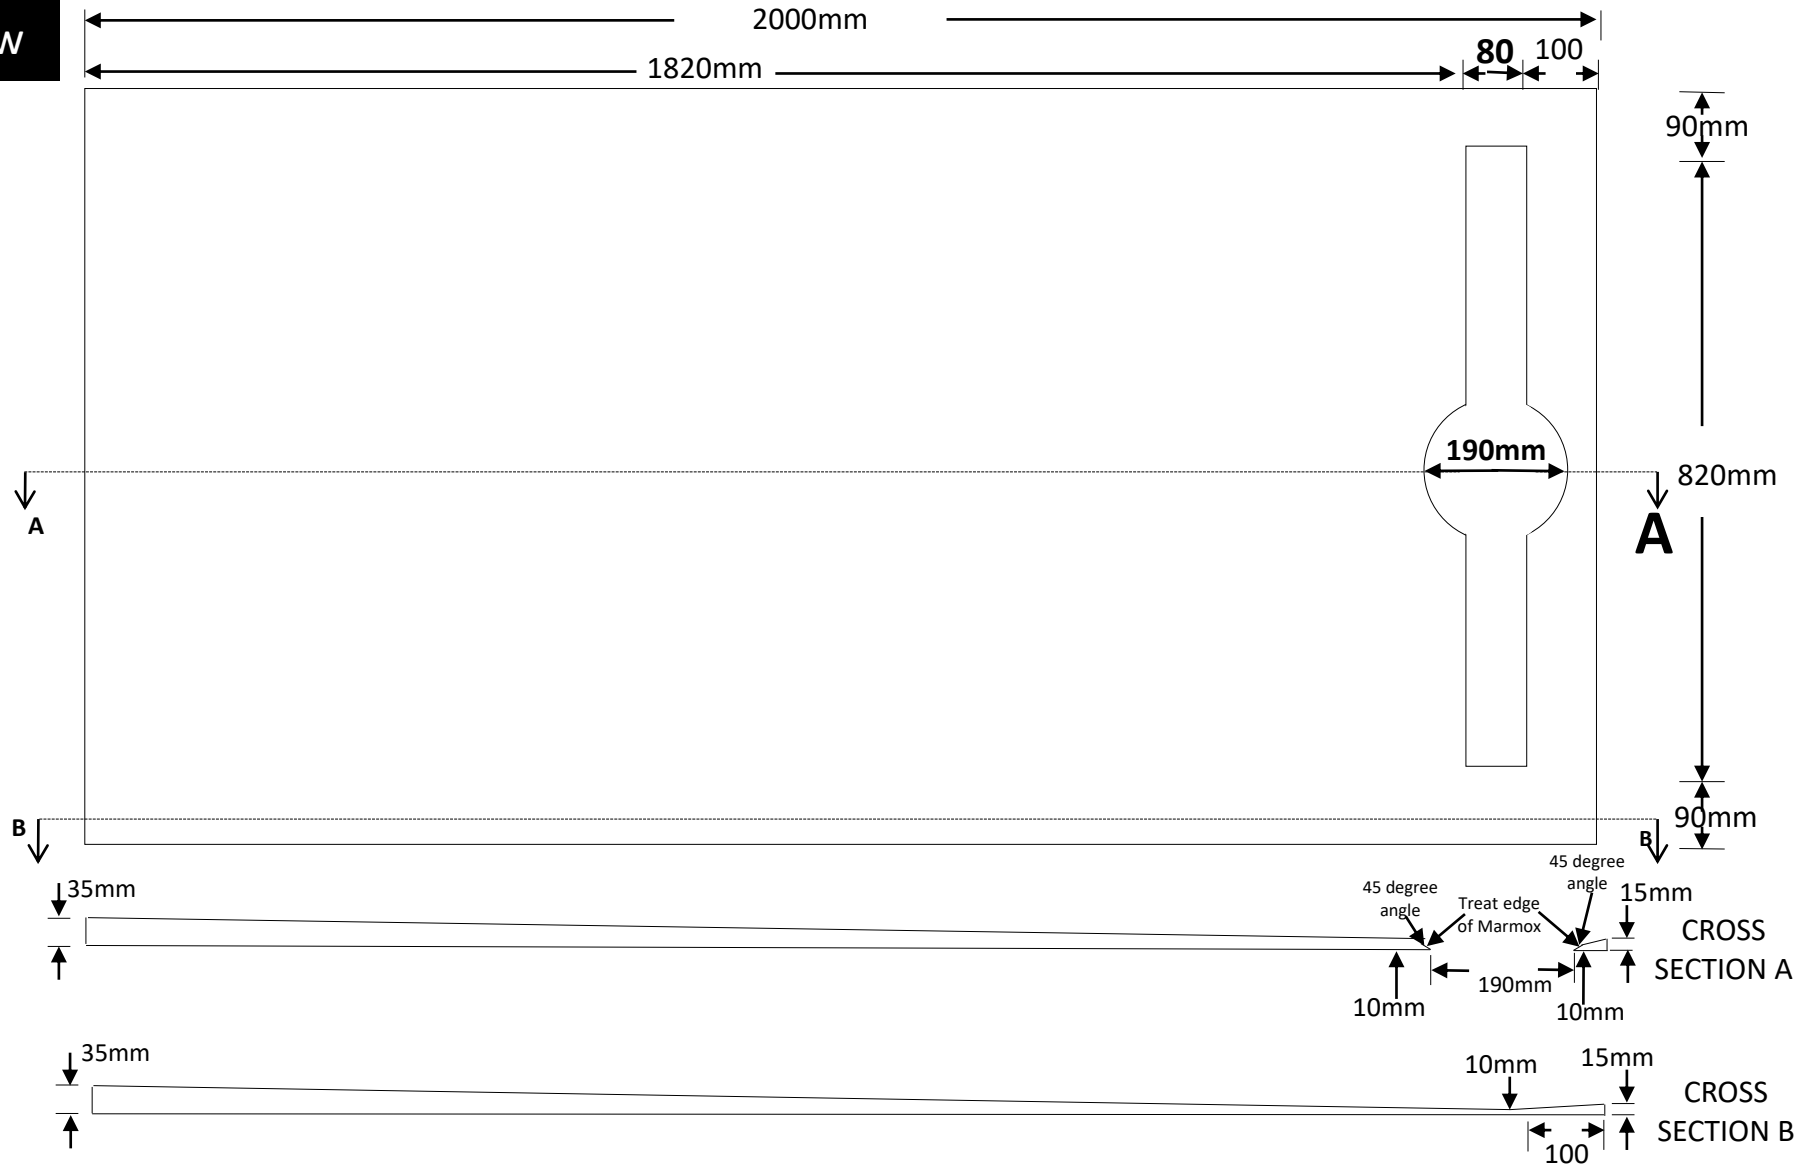 w
2000mm
1820mm
80
100
90mm
190mm
820mm
A
A
B
90mm
B
35mm
45 degree
angle
Treat edge
of Marmox
45 degree
angle
15mm
CROSS
SECTION A
190mm
10mm
10mm
35mm
10mm
15mm
CROSS
SECTION B
100